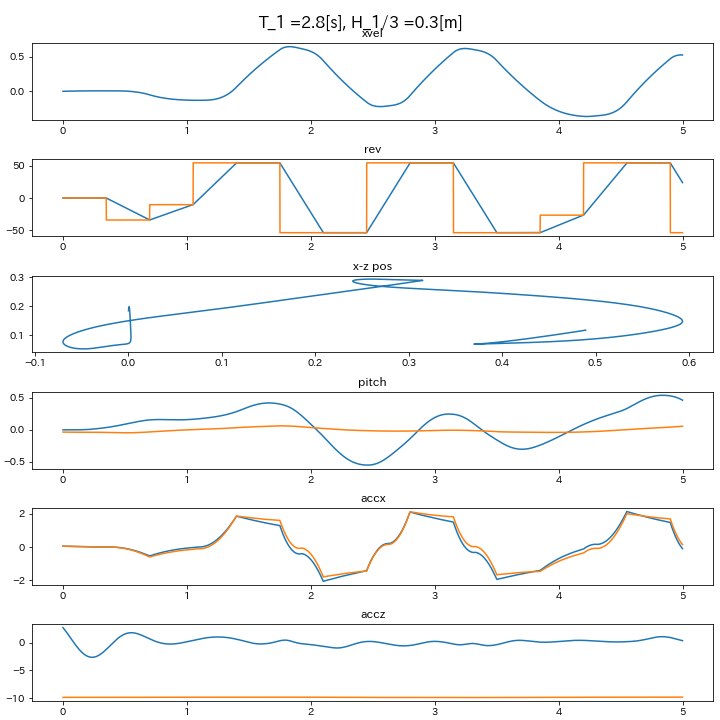 T_1 =2.8[s], H_1/3 =0.3[m]
xvel
0.5
0.0
0 1 2 3 4 5
rev
50
0
−50
0 1 2 3 4 5
x-z pos
0.3
0.2
0.1
−0.1 0.0 0.1 0.2 0.3 0.4 0.5 0.6
pitch
0.5
0.0
−0.5
0 1 2 3 4 5
accx
2
0
−2
0 1 2 3 4 5
accz
0
−5
−10
0 1 2 3 4 5